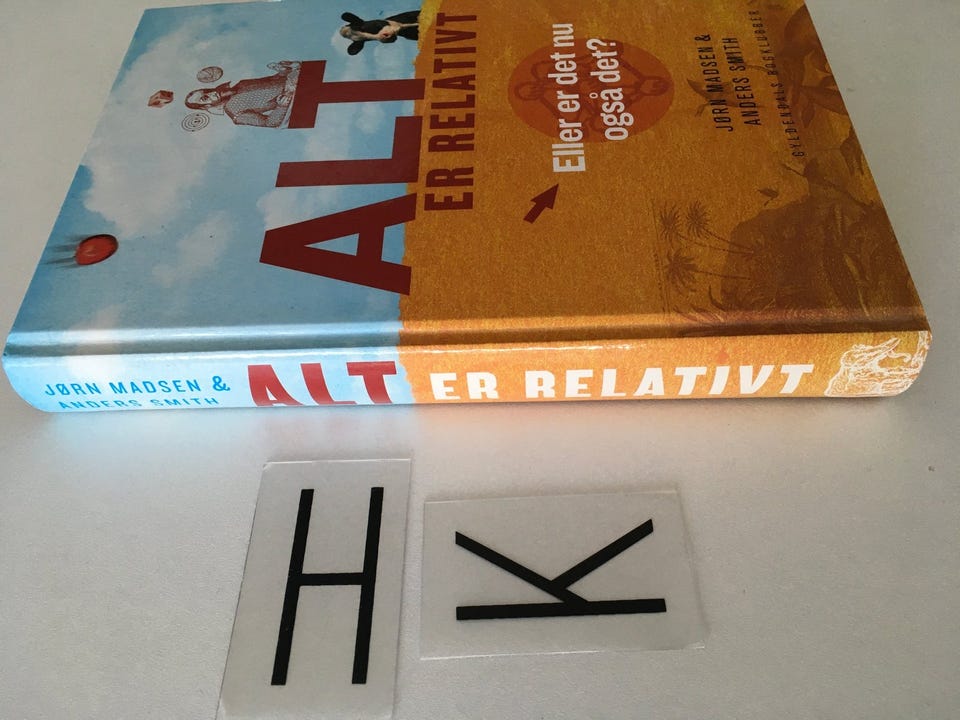 ALT
ER RELATIVT
Eller er det nu
også det?
JØRN MADSEN &
ANDERS SMITH
GYLDENDALS BOGKLUBBER
JØRN MADSEN &
ANDERS SMITH
ALT ER RELATIVT
H
K